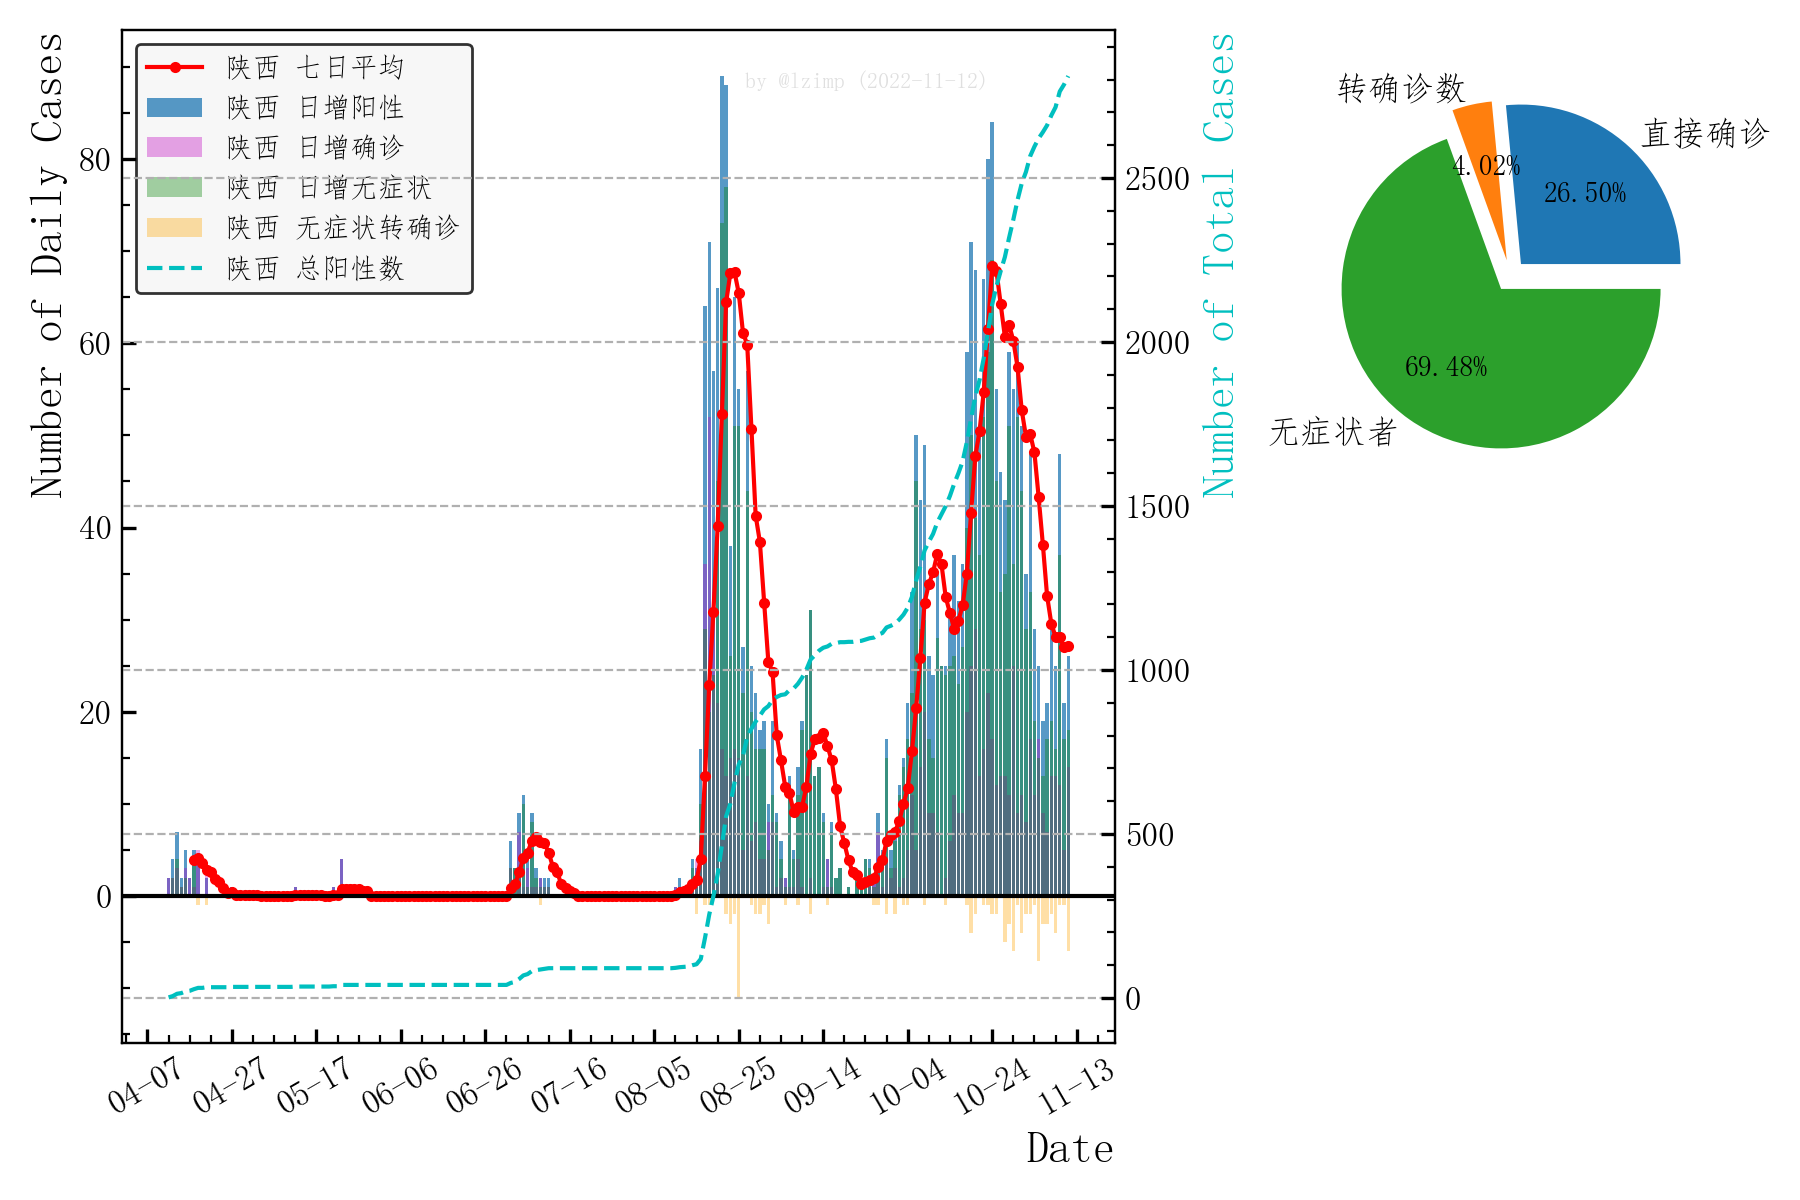 Number of Daily Cases
80
60
40
20
0
陕西 七日平均
陕西 日增阳性
陕西 日增确诊
陕西 日增无症状
陕西 无症状转确诊
陕西 总阳性数
by @lzimp (2022-11-12)
2500
2000
1500
1000
500
0
Number of Total Cases
04-07
04-27
05-17
06-06
06-26
07-16
08-05
08-25
09-14
10-04
10-24
11-13
Date
转确诊数
直接确诊
4.02%
26.50%
69.48%
无症状者